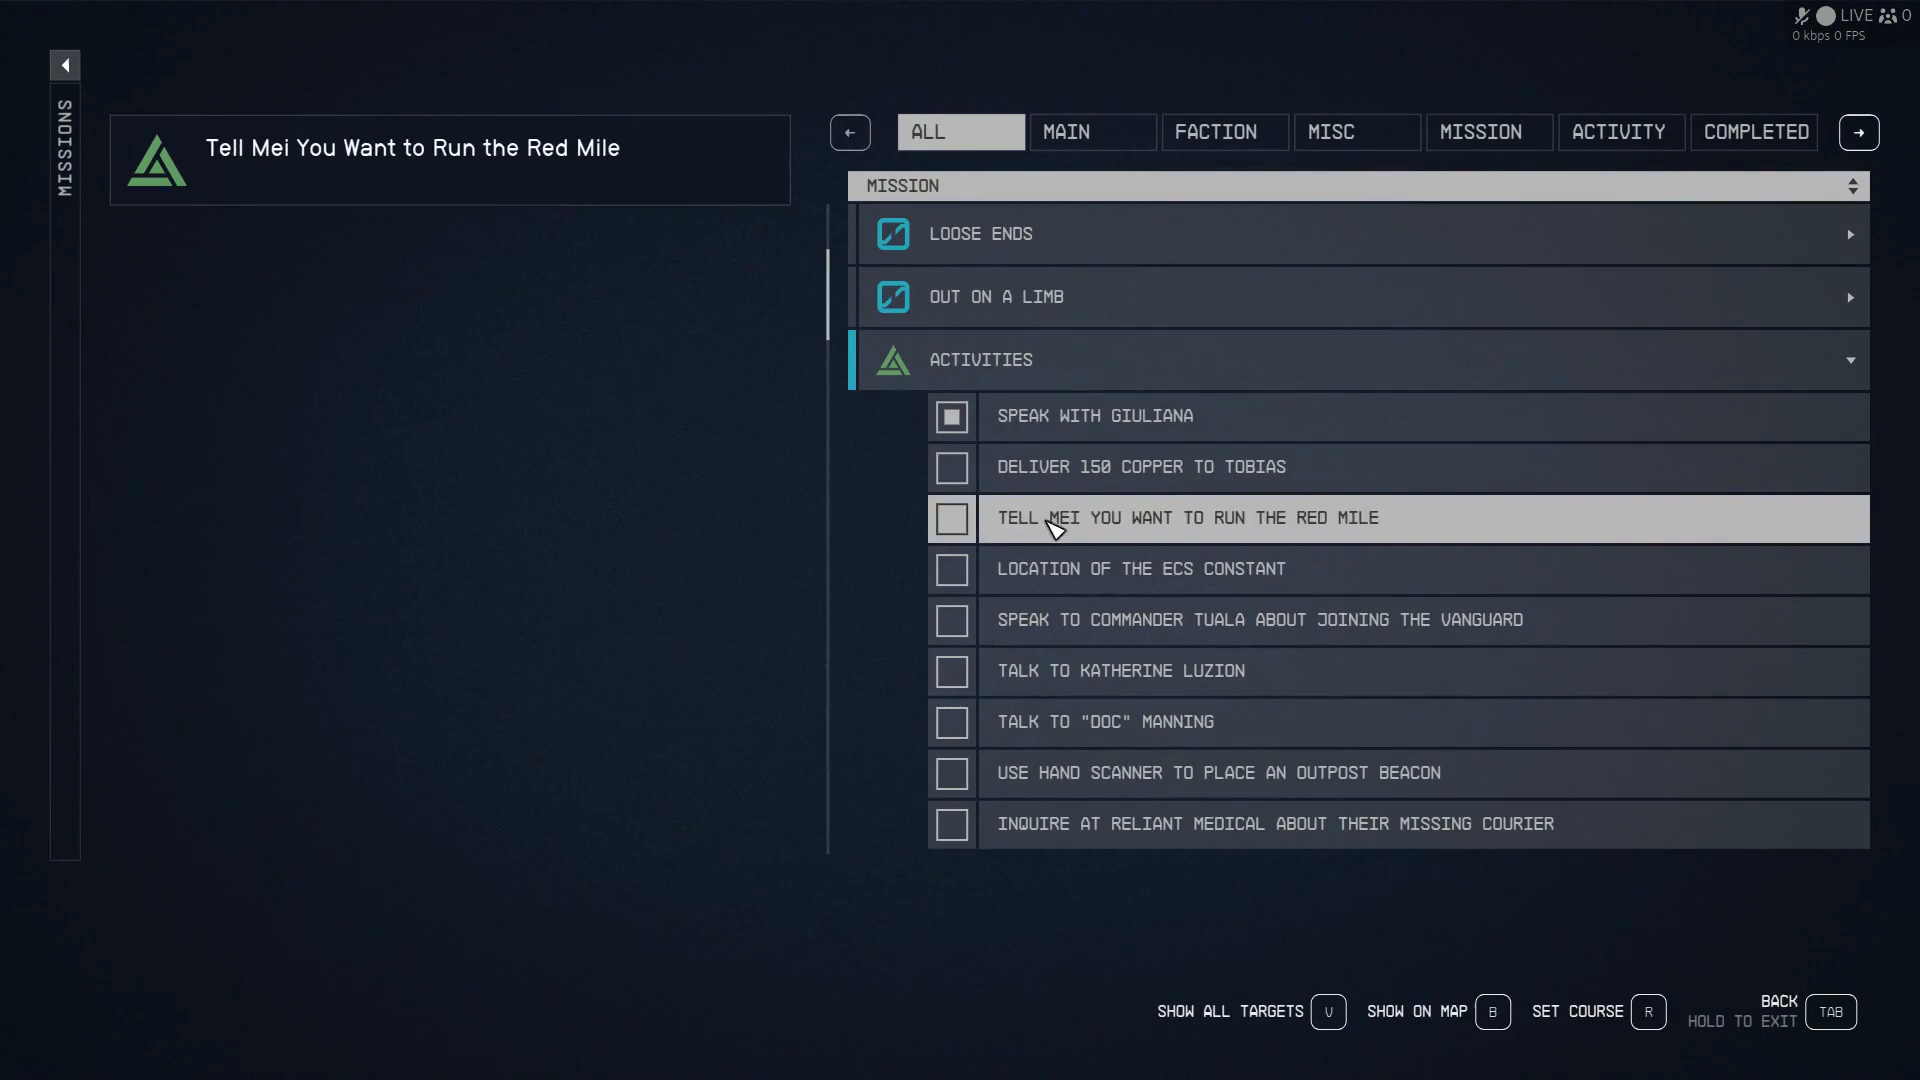 LIVE 0
0 kbps 0 FPS
MISSIONS
Tell Mei You Want to Run the Red Mile
ALL MAIN FACTION MISC MISSION ACTIVITY COMPLETED
MISSION
LOOSE ENDS
OUT ON A LIMB
ACTIVITIES
SPEAK WITH GIULIANA
DELIVER 150 COPPER TO TOBIAS
TELL MEI YOU WANT TO RUN THE RED MILE
LOCATION OF THE ECS CONSTANT
SPEAK TO COMMANDER TUALA ABOUT JOINING THE VANGUARD
TALK TO KATHERINE LUZION
TALK TO "DOC" MANNING
USE HAND SCANNER TO PLACE AN OUTPOST BEACON
INQUIRE AT RELIANT MEDICAL ABOUT THEIR MISSING COURIER
SHOW ALL TARGETS V SHOW ON MAP B SET COURSE R BACK TAB
HOLD TO EXIT